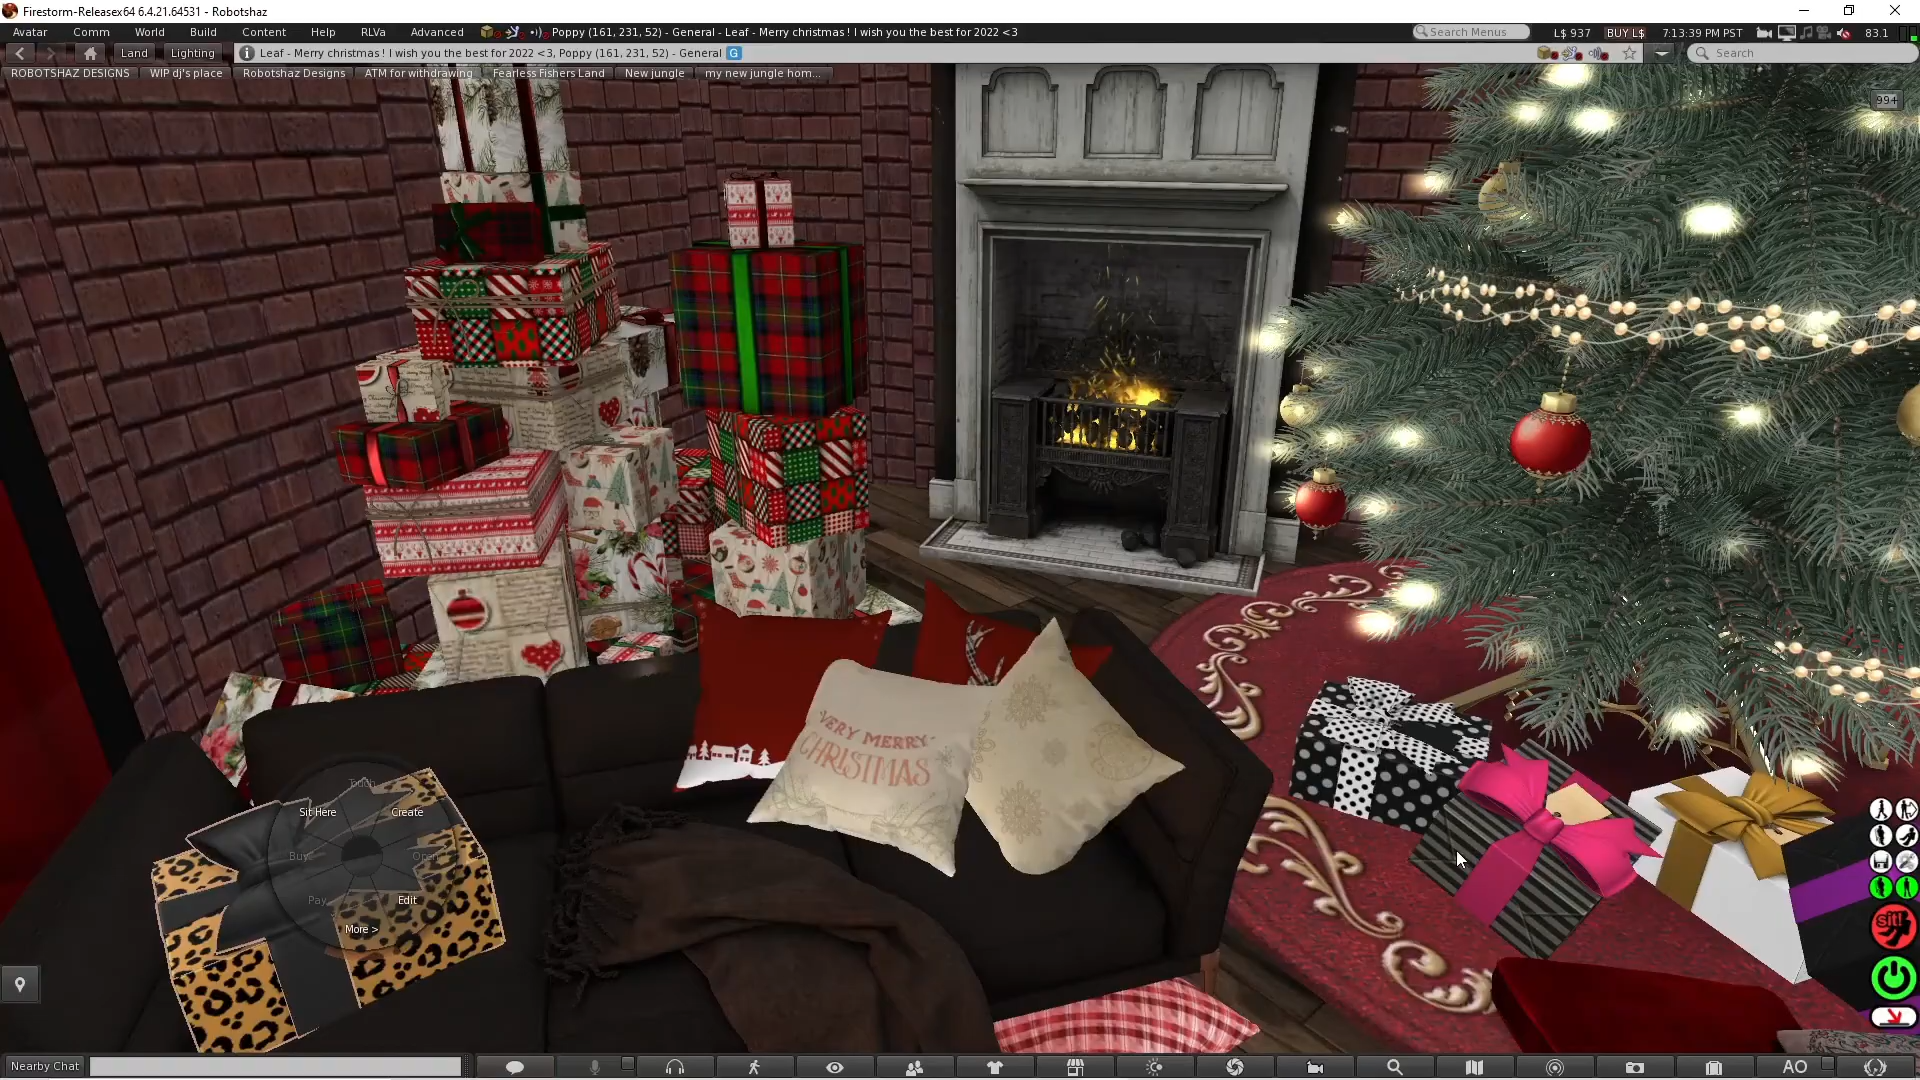 Firestorm-Releasex64 6.4.21.64531 - Robotshaz
Avatar Comm World Build Content Help RLVa Advanced Poppy (161, 231, 52) - General - Leaf - Merry christmas ! I wish you the best for 2022 <3 Search Menus L$ 937 BUY L$ 7:13:39 PM PST 83.1
Land Lighting Leaf - Merry christmas ! I wish you the best for 2022 <3, Poppy (161, 231, 52) - General G Search
ROBOTSHAZ DESIGNS WIP dj's place Robotshaz Designs ATM for withdrawing Fearless Fishers Land New jungle my new jungle hom...
99+
VERY MERRY
CHRISTMAS
Touch
Sit Here Create
Buy Open
Pay Edit
More >
sit!
Nearby Chat AO